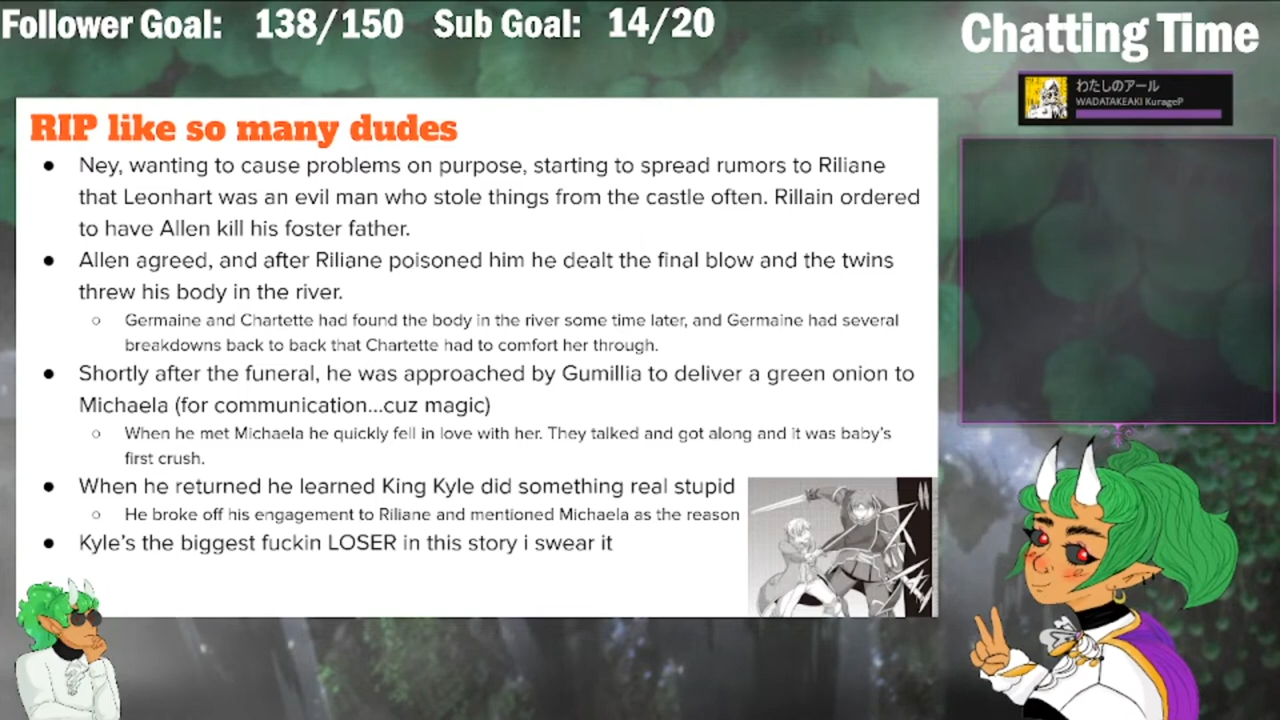 Follower Goal: 138/150 Sub Goal: 14/20
Chatting Time
わたしのアール
WADATAKEAKI KurageP
RIP like so many dudes
● Ney, wanting to cause problems on purpose, starting to spread rumors to Riliane
that Leonhart was an evil man who stole things from the castle often. Rillain ordered
to have Allen kill his foster father.
● Allen agreed, and after Riliane poisoned him he dealt the final blow and the twins
threw his body in the river.
○ Germaine and Chartette had found the body in the river some time later, and Germaine had several
breakdowns back to back that Chartette had to comfort her through.
● Shortly after the funeral, he was approached by Gumillia to deliver a green onion to
Michaela (for communication...cuz magic)
○ When he met Michaela he quickly fell in love with her. They talked and got along and it was baby's
first crush.
● When he returned he learned King Kyle did something real stupid
○ He broke off his engagement to Riliane and mentioned Michaela as the reason
● Kyle's the biggest fuckin LOSER in this story i swear it